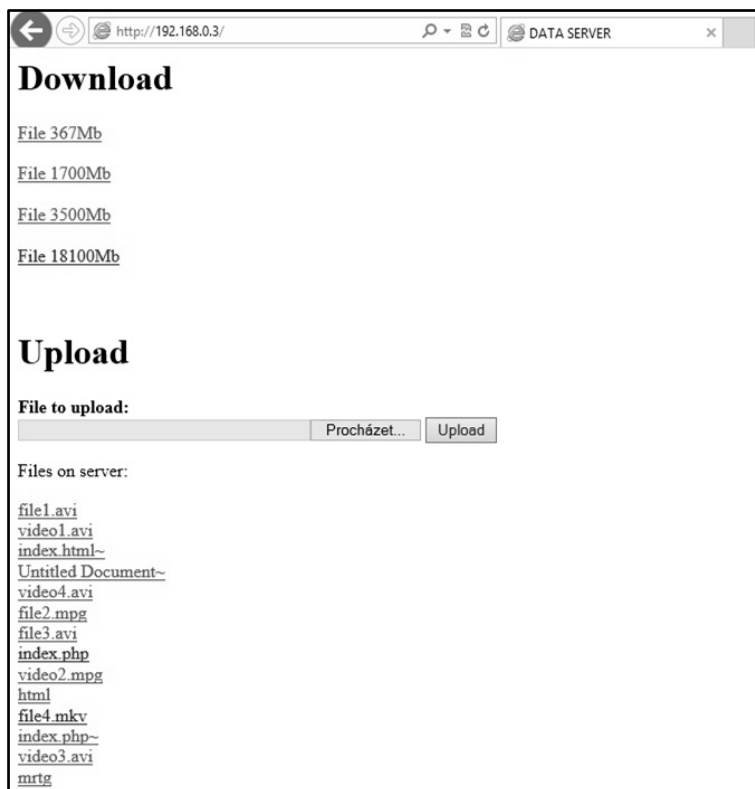 http://192.168.0.3/
DATA SERVER
Download
File 367Mb
File 1700Mb
File 3500Mb
File 18100Mb
Upload
File to upload:
Procházet... Upload
Files on server:
file1.avi
video1.avi
index.html~
Untitled Document~
video4.avi
file2.mpg
file3.avi
index.php
video2.mpg
html
file4.mkv
index.php~
video3.avi
mrtg